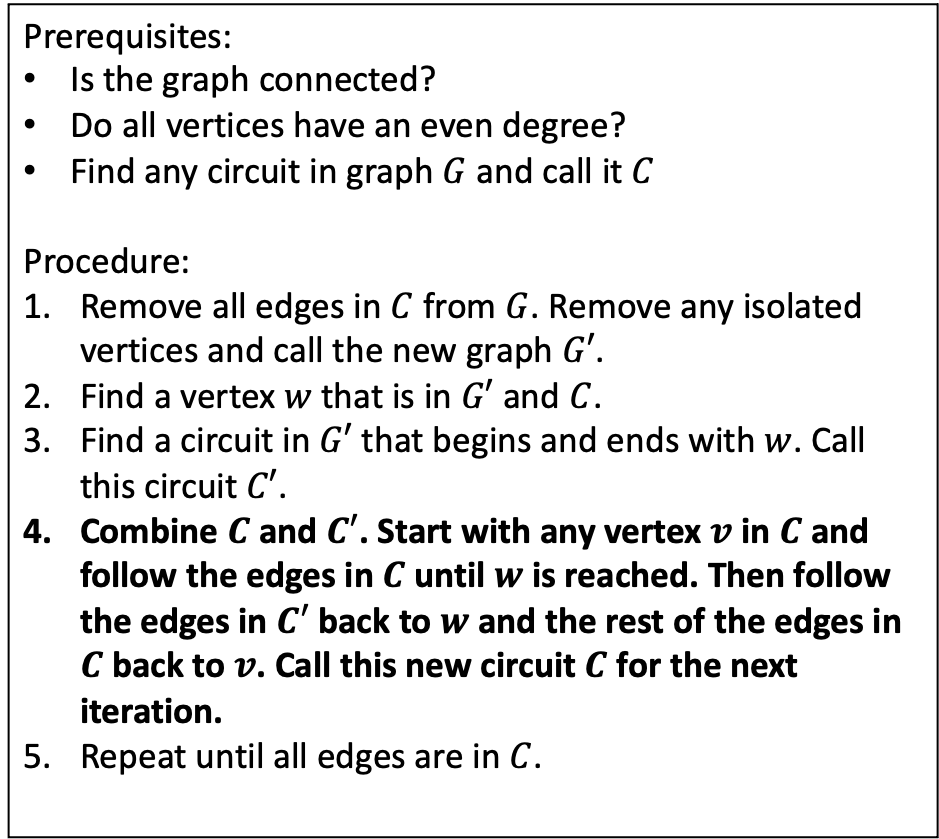 Prerequisites:
• Is the graph connected?
• Do all vertices have an even degree?
• Find any circuit in graph G and call it C
Procedure:
1. Remove all edges in C from G. Remove any isolated
vertices and call the new graph G′.
2. Find a vertex w that is in G′ and C.
3. Find a circuit in G′ that begins and ends with w. Call
this circuit C′.
4. Combine C and C′. Start with any vertex v in C and
follow the edges in C until w is reached. Then follow
the edges in C′ back to w and the rest of the edges in
C back to v. Call this new circuit C for the next
iteration.
5. Repeat until all edges are in C.